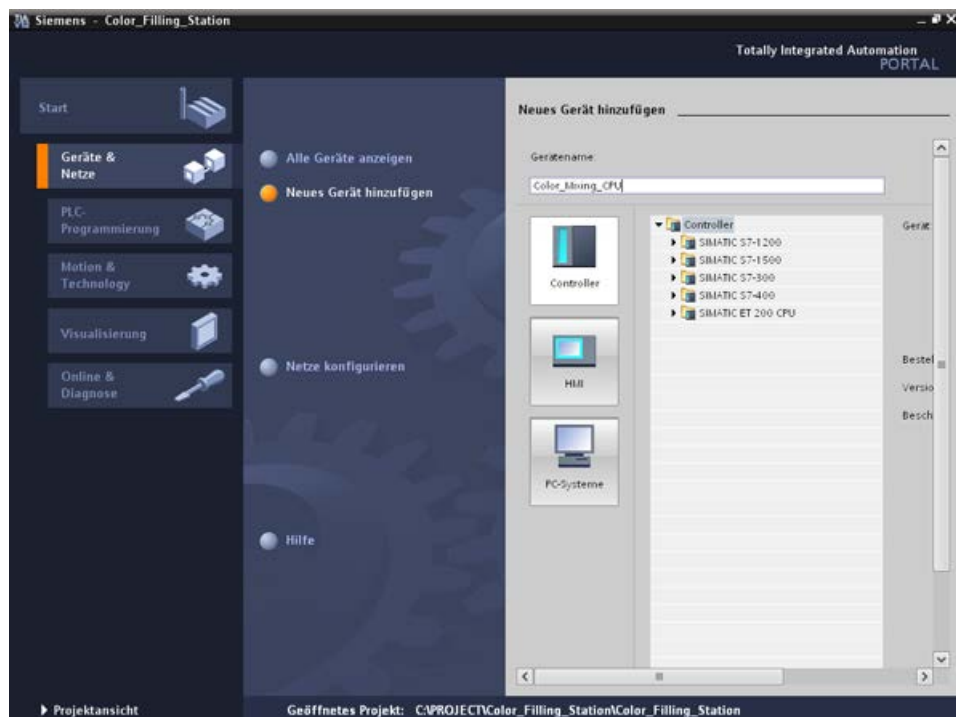 Siemens - Color_Filling_Station
Totally Integrated Automation
PORTAL
Start
Geräte &
Netze
PLC-
Programmierung
Motion &
Technology
Visualisierung
Online &
Diagnose
Projektansicht
Alle Geräte anzeigen
Neues Gerät hinzufügen
Netze konfigurieren
Hilfe
Neues Gerät hinzufügen
Gerätename:
Color_Mixing_CPU
Controller
HMI
PC-Systeme
Controller
SIMATIC S7-1200
SIMATIC S7-1500
SIMATIC S7-300
SIMATIC S7-400
SIMATIC ET 200 CPU
Gerät
Bestel
Versio
Besch
Geöffnetes Projekt: C:\PROJECT\Color_Filling_Station\Color_Filling_Station